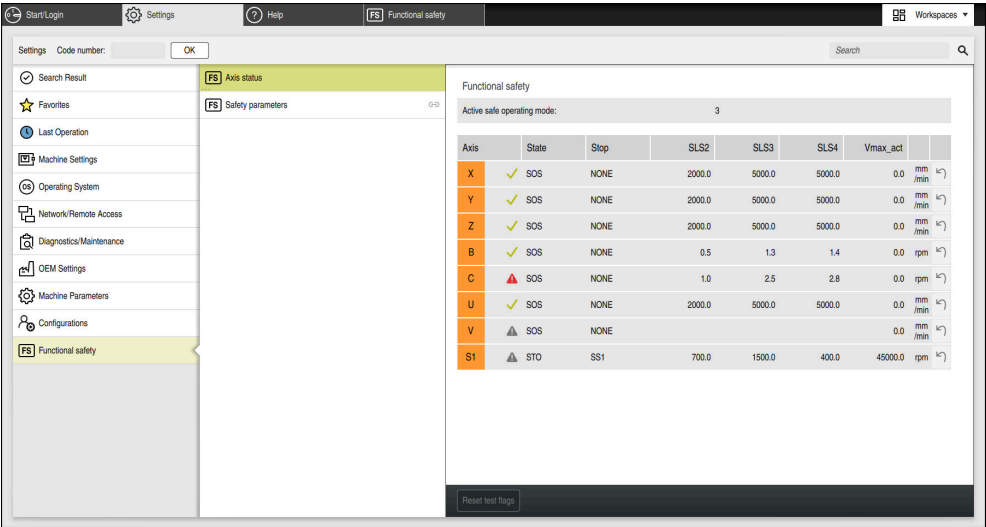 Start/Login Settings ? Help FS Functional safety Workspaces
Settings Code number: OK Search
Search Result
Favorites
Last Operation
Machine Settings
OS Operating System
Network/Remote Access
Diagnostics/Maintenance
OEM Settings
Machine Parameters
Configurations
FS Functional safety
FS Axis status
FS Safety parameters
Functional safety
Active safe operating mode: 3
Axis State Stop SLS2 SLS3 SLS4 Vmax_act
X SOS NONE 2000.0 5000.0 5000.0 0.0 mm/min
Y SOS NONE 2000.0 5000.0 5000.0 0.0 mm/min
Z SOS NONE 2000.0 5000.0 5000.0 0.0 mm/min
B SOS NONE 0.5 1.3 1.4 0.0 rpm
C SOS NONE 1.0 2.5 2.8 0.0 rpm
U SOS NONE 2000.0 5000.0 5000.0 0.0 mm/min
V SOS NONE 0.0 mm/min
S1 STO SS1 700.0 1500.0 400.0 45000.0 rpm
Reset test flags